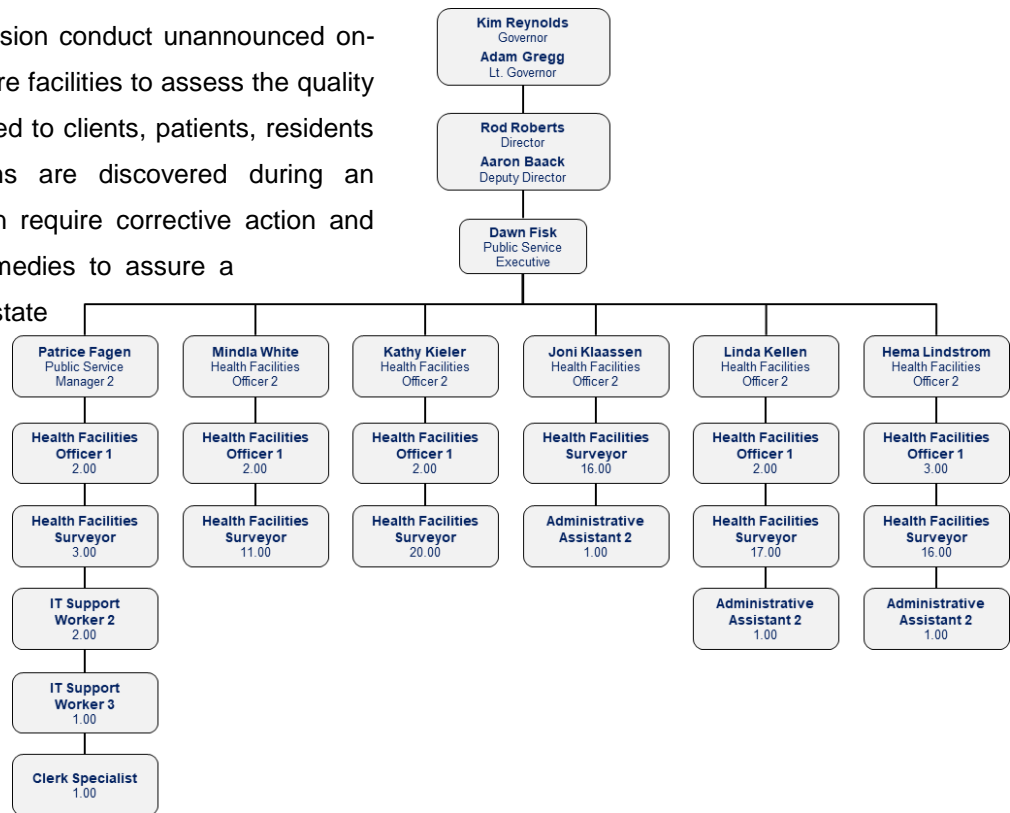 sion conduct unannounced on-
re facilities to assess the quality
ed to clients, patients, residents
ns are discovered during an
n require corrective action and
medies to assure a
state
Kim Reynolds
Governor
Adam Gregg
Lt. Governor
Rod Roberts
Director
Aaron Baack
Deputy Director
Dawn Fisk
Public Service
Executive
Patrice Fagen
Public Service
Manager 2
Health Facilities
Officer 1
2.00
Health Facilities
Surveyor
3.00
IT Support
Worker 2
2.00
IT Support
Worker 3
1.00
Clerk Specialist
1.00
Mindla White
Health Facilities
Officer 2
Health Facilities
Officer 1
2.00
Health Facilities
Surveyor
11.00
Kathy Kieler
Health Facilities
Officer 2
Health Facilities
Officer 1
2.00
Health Facilities
Surveyor
20.00
Joni Klaassen
Health Facilities
Officer 2
Health Facilities
Surveyor
16.00
Administrative
Assistant 2
1.00
Linda Kellen
Health Facilities
Officer 2
Health Facilities
Officer 1
2.00
Health Facilities
Surveyor
17.00
Administrative
Assistant 2
1.00
Hema Lindstrom
Health Facilities
Officer 2
Health Facilities
Officer 1
3.00
Health Facilities
Surveyor
16.00
Administrative
Assistant 2
1.00